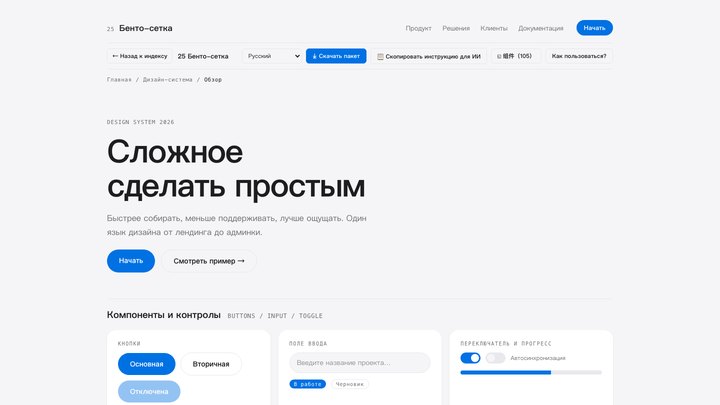 25 Бенто-сетка
Продукт Решения Клиенты Документация Начать
← Назад к индексу 25 Бенто-сетка Русский Скачать пакет Скопировать инструкцию для ИИ 组件 (105) Как пользоваться?
Главная / Дизайн-система / Обзор
DESIGN SYSTEM 2026
Сложное
сделать простым
Быстрее собирать, меньше поддерживать, лучше ощущать. Один
язык дизайна от лендинга до админки.
Начать Смотреть пример →
Компоненты и контролы BUTTONS / INPUT / TOGGLE
КНОПКИ
Основная Вторичная
Отключена
ПОЛЕ ВВОДА
Введите название проекта...
В работе Черновик
ПЕРЕКЛЮЧАТЕЛЬ И ПРОГРЕСС
Автосинхронизация